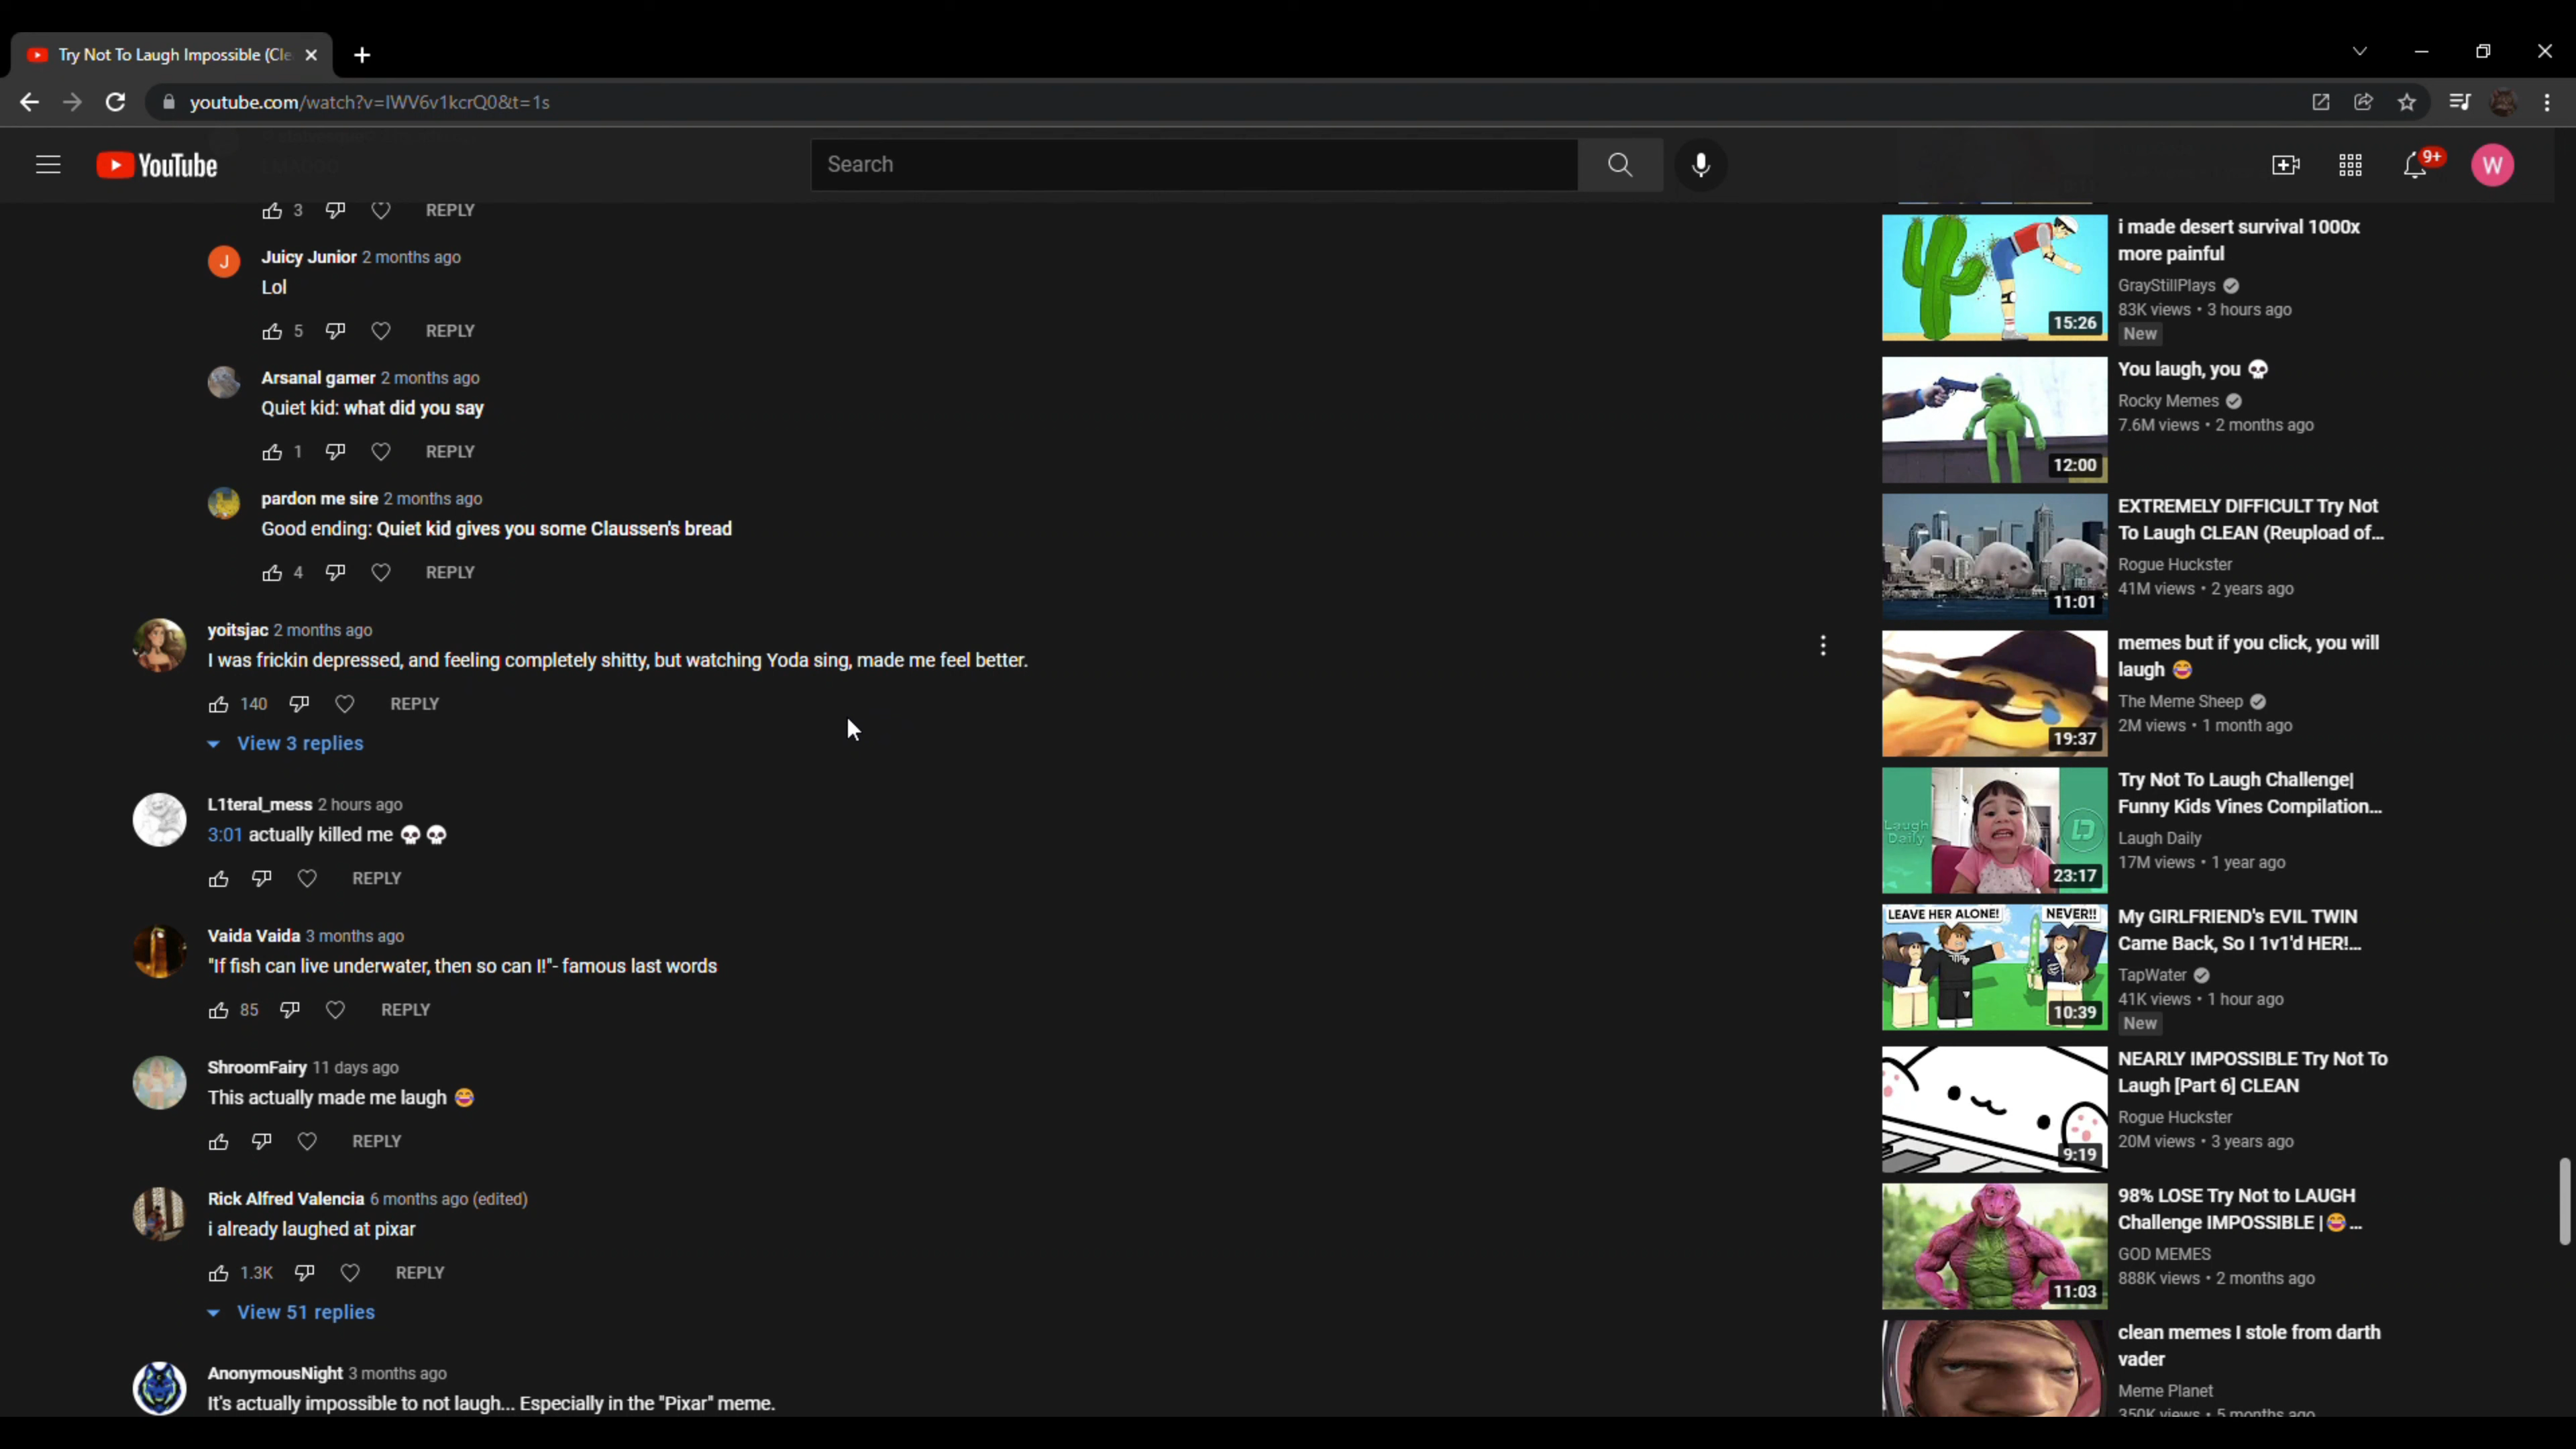 Try Not To Laugh Impossible (Cle
youtube.com/watch?v=IWV6v1kcrQ0&t=1s
YouTube
Search
9+
W
3 REPLY
J
Juicy Junior 2 months ago
Lol
5 REPLY
Arsanal gamer 2 months ago
Quiet kid: what did you say
1 REPLY
pardon me sire 2 months ago
Good ending: Quiet kid gives you some Claussen's bread
4 REPLY
yoitsjac 2 months ago
I was frickin depressed, and feeling completely shitty, but watching Yoda sing, made me feel better.
140 REPLY
View 3 replies
L1teral_mess 2 hours ago
3:01 actually killed me 💀💀
REPLY
Vaida Vaida 3 months ago
"If fish can live underwater, then so can I!"- famous last words
85 REPLY
ShroomFairy 11 days ago
This actually made me laugh 😂
REPLY
Rick Alfred Valencia 6 months ago (edited)
i already laughed at pixar
1.3K REPLY
View 51 replies
AnonymousNight 3 months ago
It's actually impossible to not laugh... Especially in the "Pixar" meme.
15:26
i made desert survival 1000x
more painful
GrayStillPlays
83K views • 3 hours ago
New
12:00
You laugh, you 💀
Rocky Memes
7.6M views • 2 months ago
11:01
EXTREMELY DIFFICULT Try Not
To Laugh CLEAN (Reupload of...
Rogue Huckster
41M views • 2 years ago
19:37
memes but if you click, you will
laugh 😂
The Meme Sheep
2M views • 1 month ago
Laugh
Daily
23:17
Try Not To Laugh Challenge|
Funny Kids Vines Compilation...
Laugh Daily
17M views • 1 year ago
LEAVE HER ALONE! NEVER!!
10:39
My GIRLFRIEND's EVIL TWIN
Came Back, So I 1v1'd HER!...
TapWater
41K views • 1 hour ago
New
9:19
NEARLY IMPOSSIBLE Try Not To
Laugh [Part 6] CLEAN
Rogue Huckster
20M views • 3 years ago
11:03
98% LOSE Try Not to LAUGH
Challenge IMPOSSIBLE | 😂 ...
GOD MEMES
888K views • 2 months ago
clean memes I stole from darth
vader
Meme Planet
350K views • 5 months ago